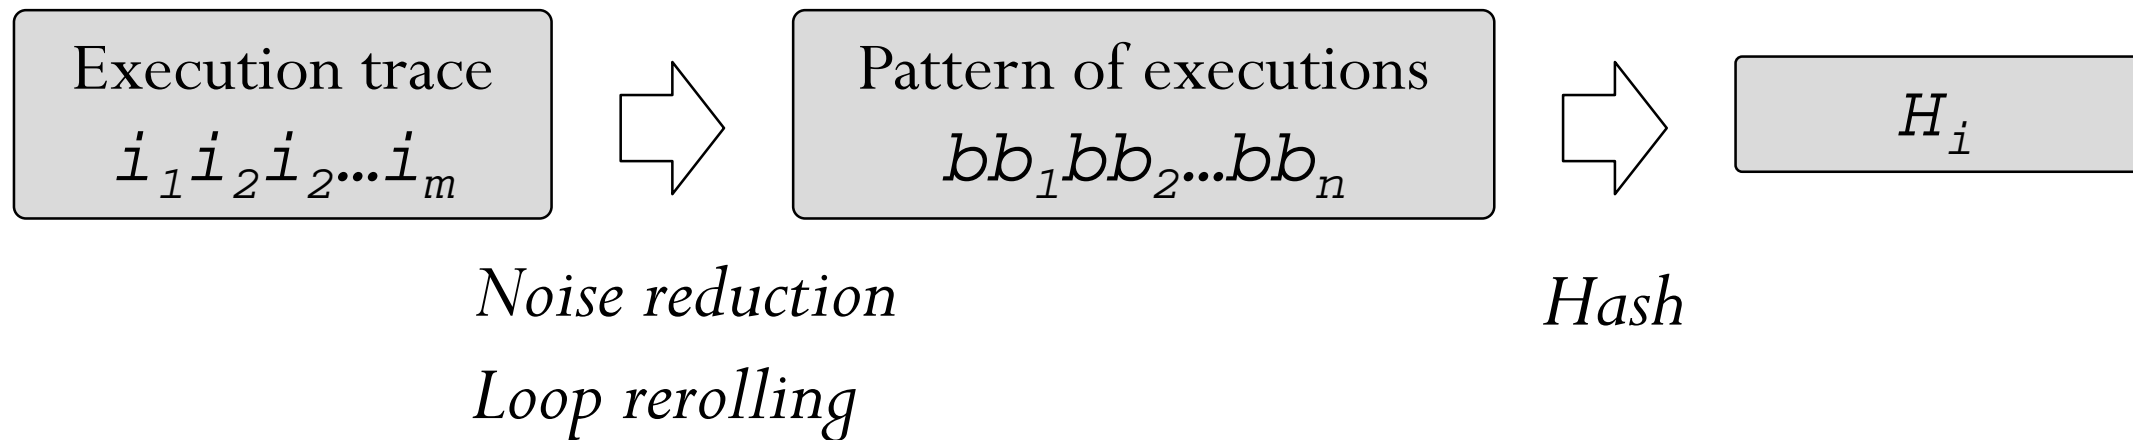 Execution trace
i₁i₂i₂…iₘ
Pattern of executions
bb₁bb₂…bbₙ
Hᵢ
Noise reduction
Loop rerolling
Hash